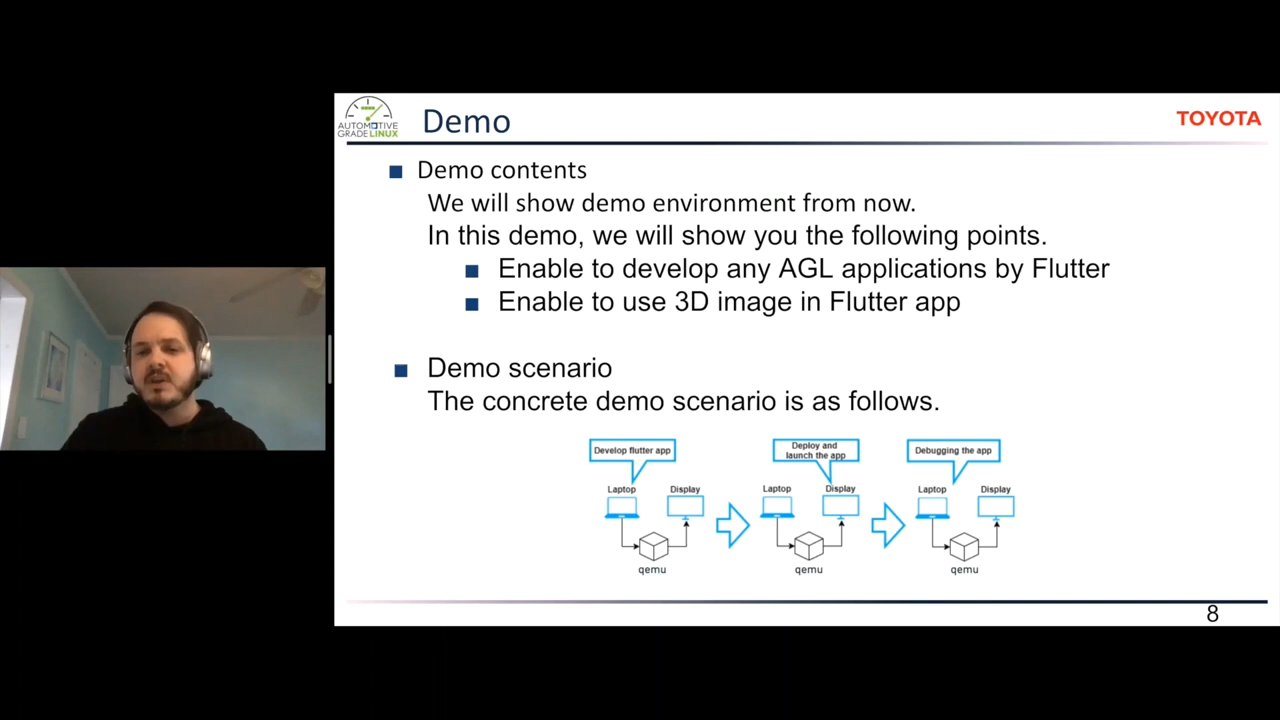 AUTOMOTIVE
GRADE LINUX
Demo
TOYOTA
Demo contents
We will show demo environment from now.
In this demo, we will show you the following points.
Enable to develop any AGL applications by Flutter
Enable to use 3D image in Flutter app
Demo scenario
The concrete demo scenario is as follows.
Develop flutter app
Laptop
Display
qemu
Deploy and
launch the app
Laptop
Display
qemu
Debugging the app
Laptop
Display
qemu
8